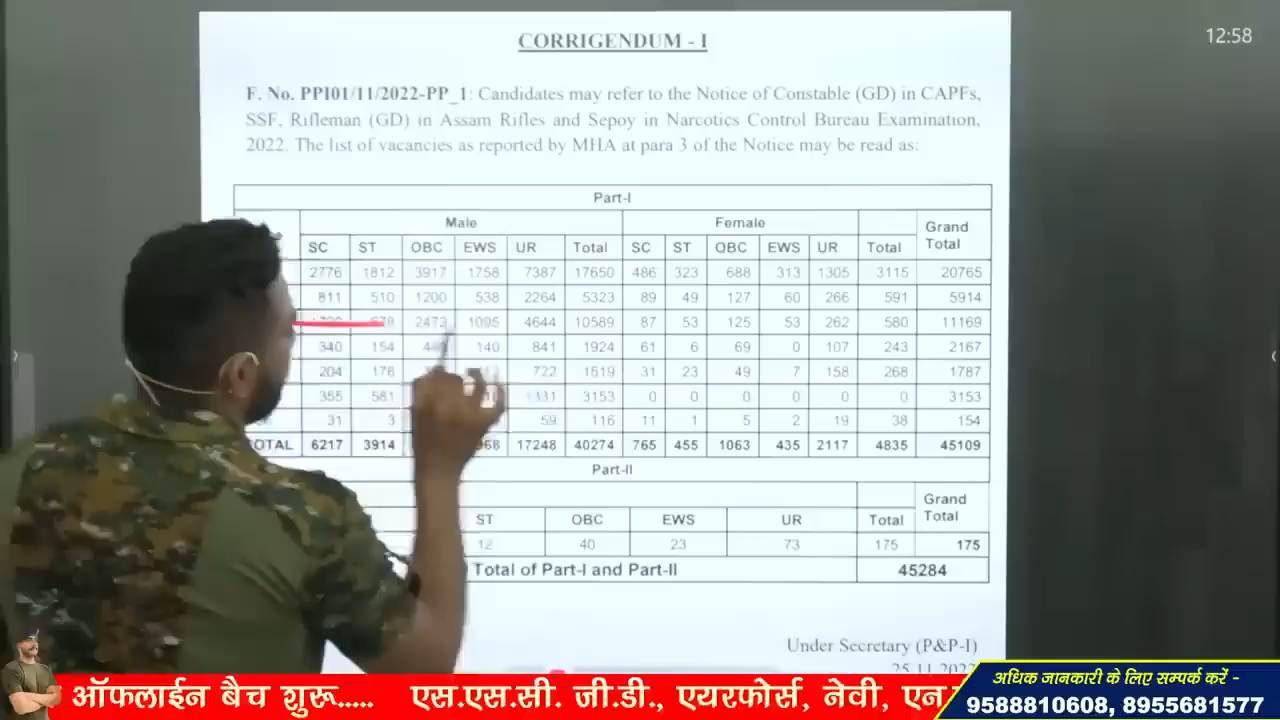 12:58
CORRIGENDUM - I
F. No. PPI01/11/2022-PP_1: Candidates may refer to the Notice of Constable (GD) in CAPFs,
SSF, Rifleman (GD) in Assam Rifles and Sepoy in Narcotics Control Bureau Examination,
2022. The list of vacancies as reported by MHA at para 3 of the Notice may be read as:
Part-I
Male Female Grand Total
SC ST OBC EWS UR Total SC ST OBC EWS UR Total
2776 1812 3917 1758 7387 17650 486 323 688 313 1305 3115 20765
811 510 1200 538 2264 5323 89 49 127 60 266 591 5914
2472 1095 4644 10589 87 53 125 53 262 580 11169
340 154 140 841 1924 61 6 69 0 107 243 2167
204 178 722 1519 31 23 49 7 158 268 1787
355 581 3153 0 0 0 0 0 0 3153
31 3 59 116 11 1 5 2 19 38 154
TOTAL 6217 3914 17248 40274 765 455 1063 435 2117 4835 45109
Part-II
ST OBC EWS UR Total Grand Total
12 40 23 73 175 175
Total of Part-I and Part-II 45284
Under Secretary (P&P-I)
ऑफलाईन बैच शुरू..... एस.एस.सी. जी.डी., एयरफोर्स, नेवी,
अधिक जानकारी के लिए सम्पर्क करें -
9588810608, 8955681577